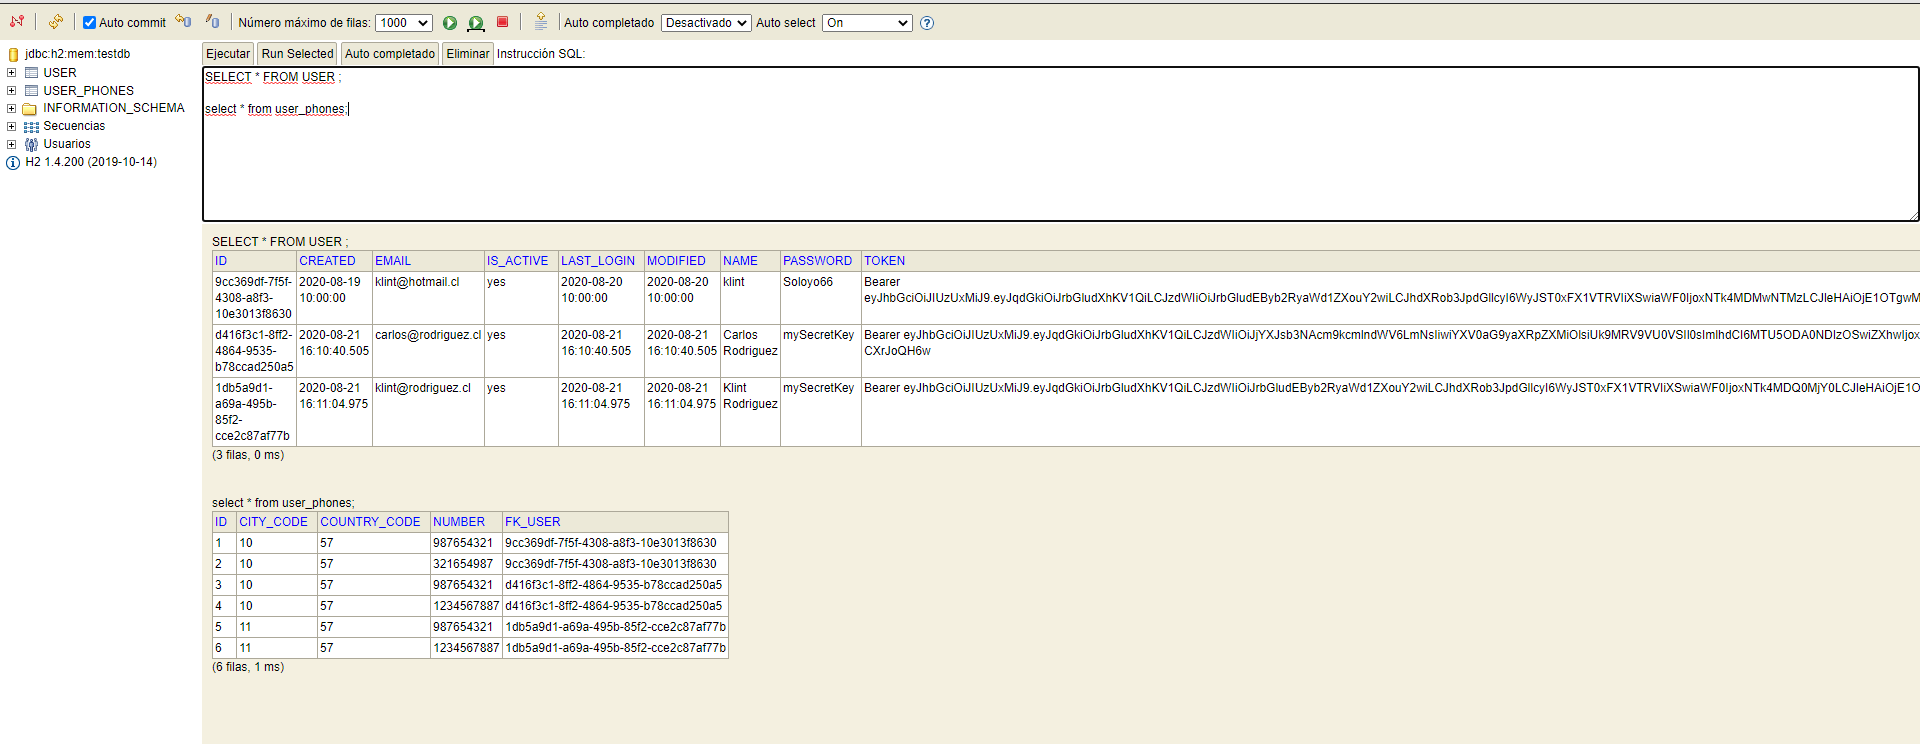 Auto commit Número máximo de filas: 1000 Auto completado Desactivado Auto select On
jdbc:h2:mem:testdb
USER
USER_PHONES
INFORMATION_SCHEMA
Secuencias
Usuarios
H2 1.4.200 (2019-10-14)
Ejecutar Run Selected Auto completado Eliminar Instrucción SQL:
SELECT * FROM USER ;
select * from user_phones;
SELECT * FROM USER ;
ID CREATED EMAIL IS_ACTIVE LAST_LOGIN MODIFIED NAME PASSWORD TOKEN
9cc369df-7f5f- 2020-08-19 klint@hotmail.cl yes 2020-08-20 2020-08-20 klint Soloyo66 Bearer
4308-a8f3- 10:00:00 10:00:00 10:00:00
10e3013f8630
d416f3c1-8ff2- 2020-08-21 carlos@rodriguez.cl yes 2020-08-21 2020-08-21 Carlos mySecretKey Bearer
4864-9535- 16:10:40.505 16:10:40.505 16:10:40.505 Rodriguez CXrJoQH6w
b78ccad250a5
1db5a9d1- 2020-08-21 klint@rodriguez.cl yes 2020-08-21 2020-08-21 Klint mySecretKey Bearer
a69a-495b- 16:11:04.975 16:11:04.975 16:11:04.975 Rodriguez
85f2-
cce2c87af77b
(3 filas, 0 ms)
select * from user_phones;
ID CITY_CODE COUNTRY_CODE NUMBER FK_USER
1 10 57 987654321 9cc369df-7f5f-4308-a8f3-10e3013f8630
2 10 57 321654987 9cc369df-7f5f-4308-a8f3-10e3013f8630
3 10 57 987654321 d416f3c1-8ff2-4864-9535-b78ccad250a5
4 10 57 1234567887 d416f3c1-8ff2-4864-9535-b78ccad250a5
5 11 57 987654321 1db5a9d1-a69a-495b-85f2-cce2c87af77b
6 11 57 1234567887 1db5a9d1-a69a-495b-85f2-cce2c87af77b
(6 filas, 1 ms)